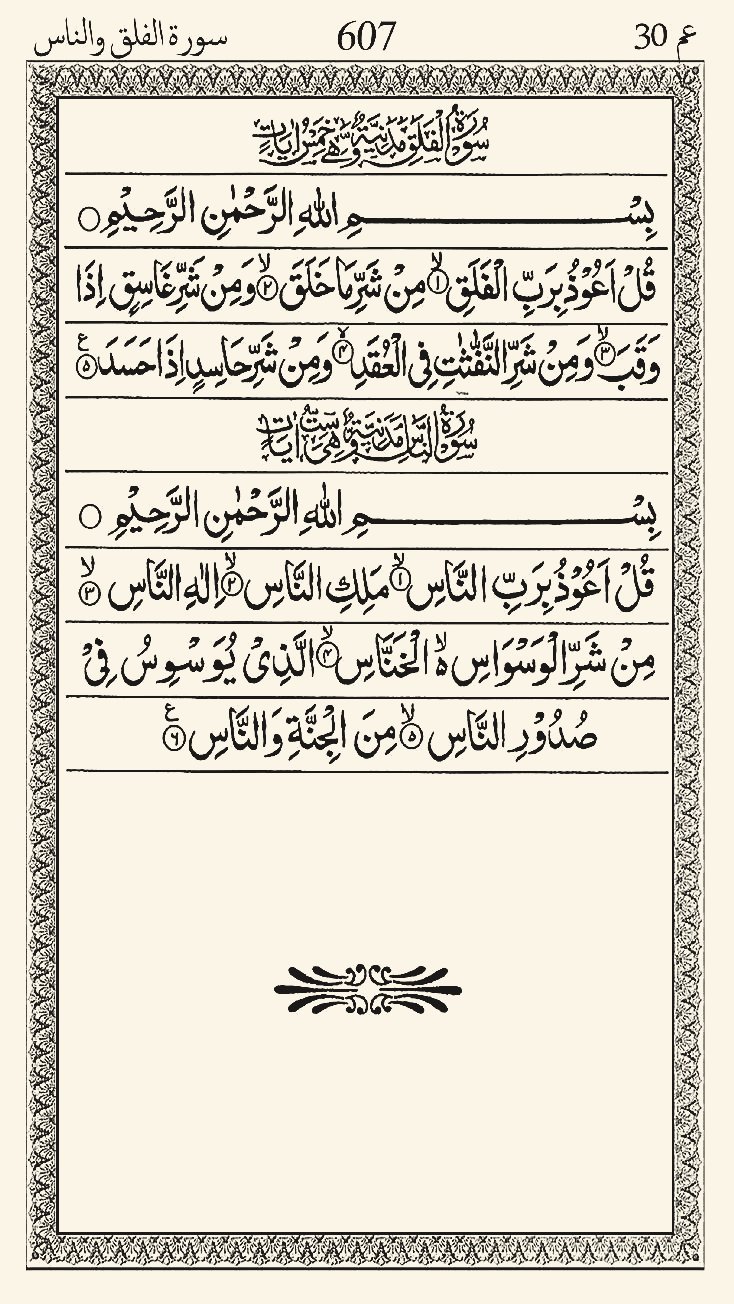 عم 30 607 سورة الفلق والناس
سُوْرَةُ الْفَلَقِ مَدَنِيَّةٌ وَّهِيَ خَمْسُ اٰيَاتٍ
بِسْمِ اللّٰهِ الرَّحْمٰنِ الرَّحِيْمِ ○
قُلْ اَعُوْذُ بِرَبِّ الْفَلَقِ ۙ﴿۱﴾ مِنْ شَرِّ مَا خَلَقَ ۙ﴿۲﴾ وَمِنْ شَرِّ غَاسِقٍ اِذَا
وَقَبَ ۙ﴿۳﴾ وَمِنْ شَرِّ النَّفّٰثٰتِ فِى الْعُقَدِ ۙ﴿۴﴾ وَمِنْ شَرِّ حَاسِدٍ اِذَا حَسَدَ ﴿۵﴾ ع
سُوْرَةُ النَّاسِ مَدَنِيَّةٌ وَّهِيَ سِتُّ اٰيَاتٍ
بِسْمِ اللّٰهِ الرَّحْمٰنِ الرَّحِيْمِ ○
قُلْ اَعُوْذُ بِرَبِّ النَّاسِ ۙ﴿۱﴾ مَلِكِ النَّاسِ ۙ﴿۲﴾ اِلٰهِ النَّاسِ ۙ﴿۳﴾
مِنْ شَرِّ الْوَسْوَاسِ ۙ۬ الْخَنَّاسِ ۙ﴿۴﴾ الَّذِىْ يُوَسْوِسُ فِىْ
صُدُوْرِ النَّاسِ ۙ﴿۵﴾ مِنَ الْجِنَّةِ وَالنَّاسِ ﴿۶﴾ ع